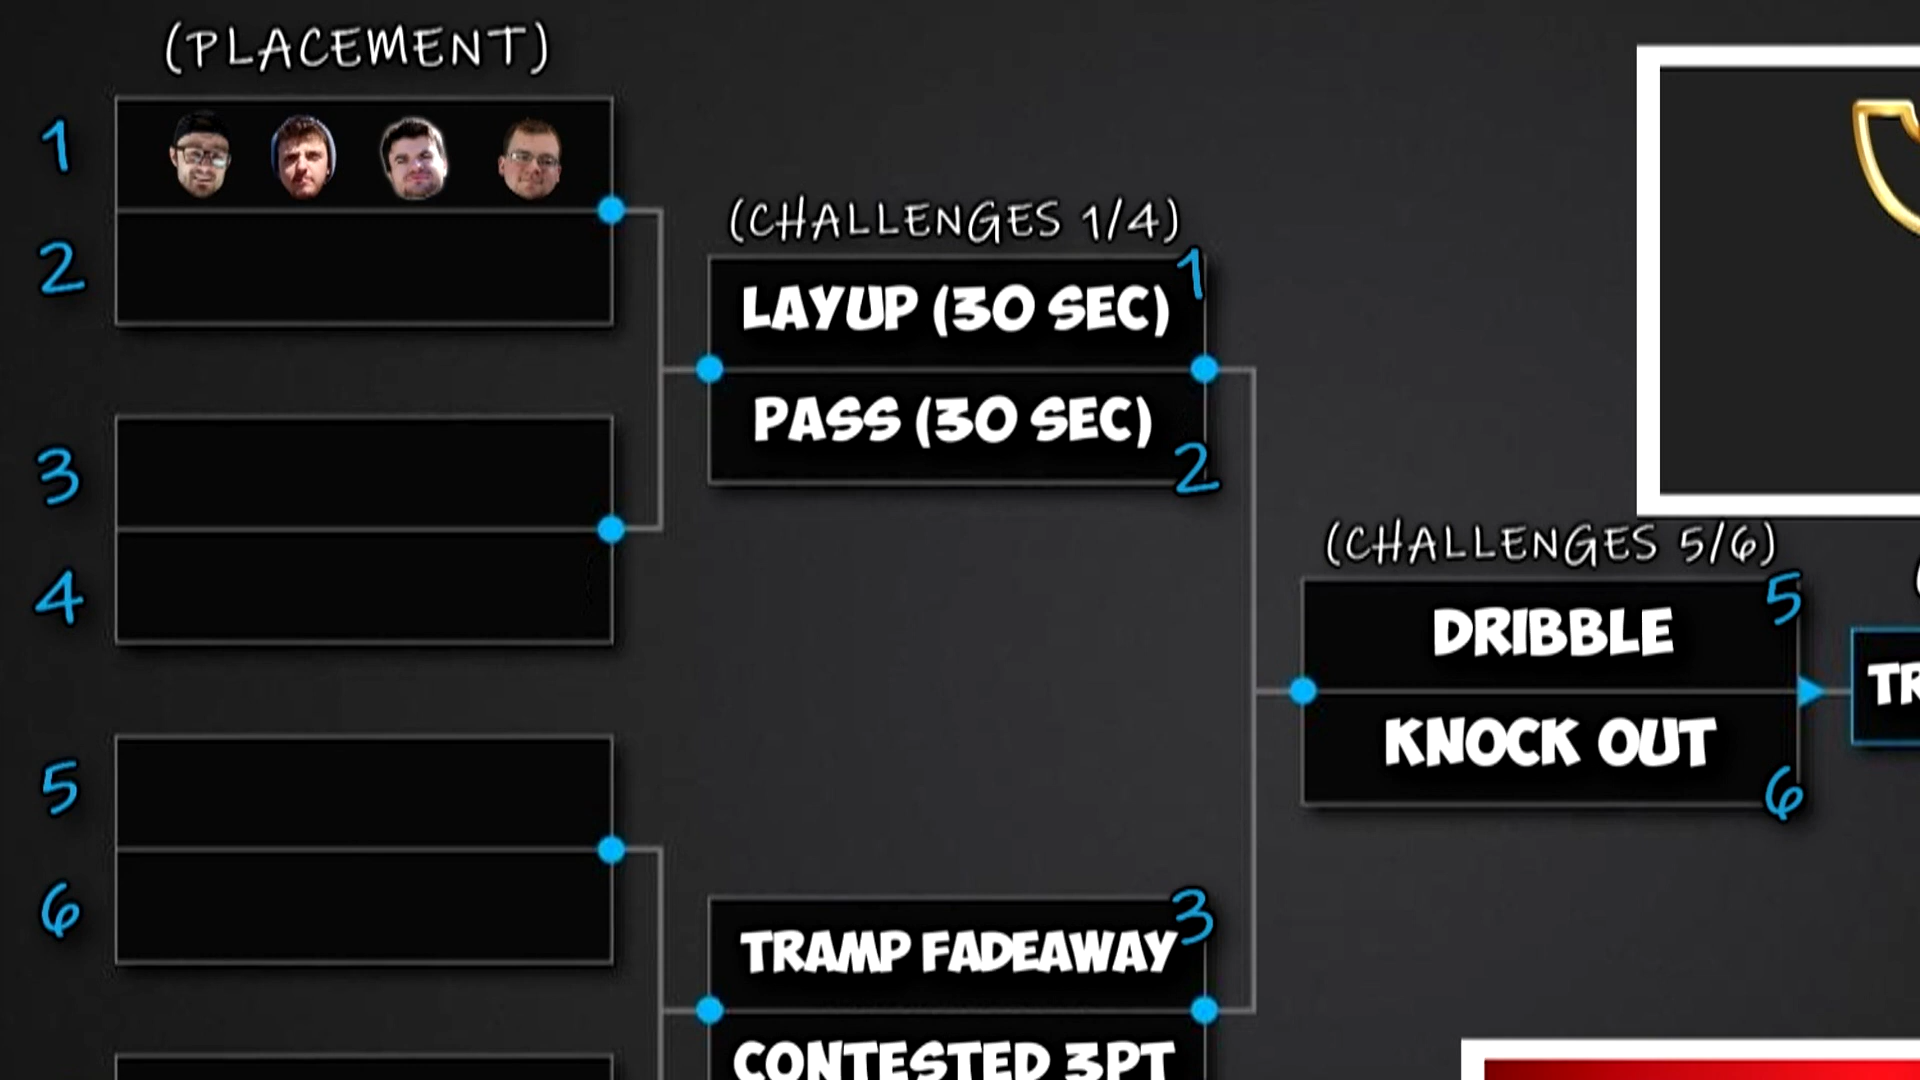 (PLACEMENT)
1
2
3
4
5
6
(CHALLENGES 1/4)
LAYUP (30 SEC) 1
PASS (30 SEC)
2
TRAMP FADEAWAY 3
CONTESTED 3PT
(CHALLENGES 5/6)
DRIBBLE 5
KNOCK OUT
6